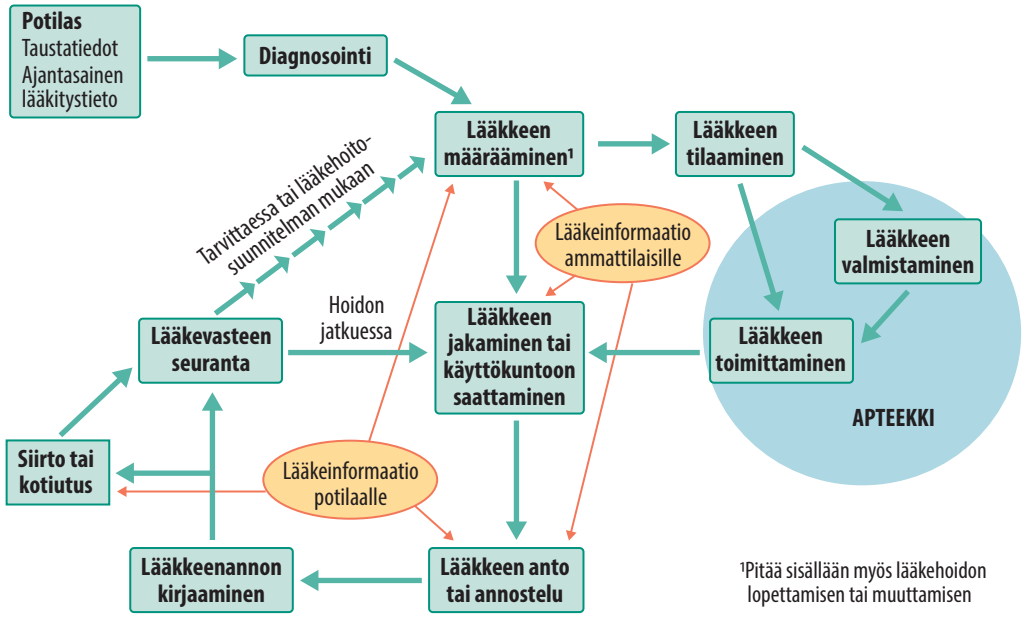 Potilas
Taustatiedot
Ajantasainen
lääkitystieto
Diagnosointi
Lääkkeen
määrääminen¹
Lääkkeen
tilaaminen
Tarvittaessa tai lääkehoito-
suunnitelman mukaan
Lääkeinformaatio
ammattilaisille
Lääkkeen
valmistaminen
Lääkevasteen
seuranta
Hoidon
jatkuessa
Lääkkeen
jakaminen tai
käyttökuntoon
saattaminen
Lääkkeen
toimittaminen
APTEEKKI
Siirto tai
kotiutus
Lääkeinformaatio
potilaalle
Lääkkeenannon
kirjaaminen
Lääkkeen anto
tai annostelu
¹Pitää sisällään myös lääkehoidon
lopettamisen tai muuttamisen